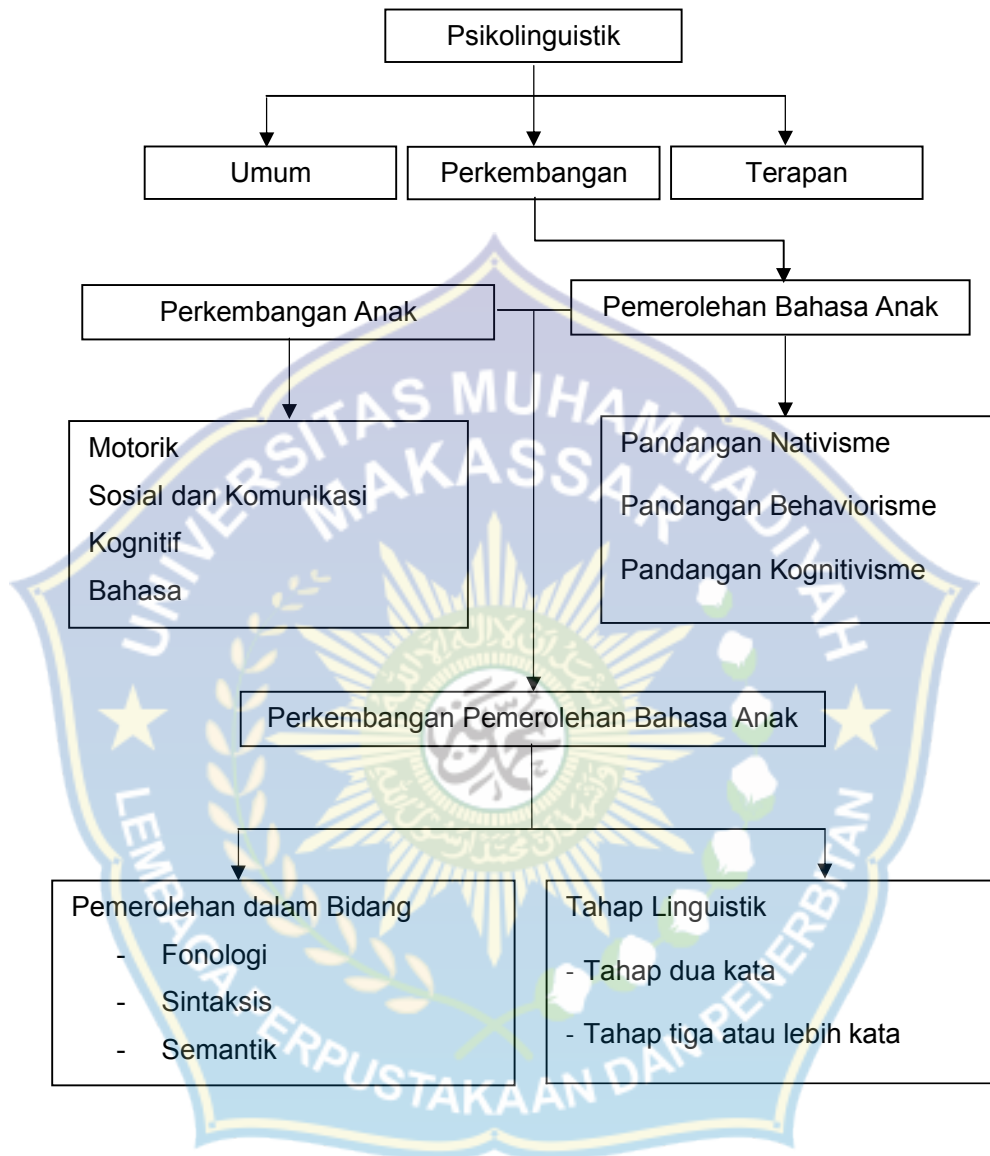 Psikolinguistik
Umum
Perkembangan
Terapan
Perkembangan Anak
Pemerolehan Bahasa Anak
Motorik
Sosial dan Komunikasi
Kognitif
Bahasa
Pandangan Nativisme
Pandangan Behaviorisme
Pandangan Kognitivisme
UNIVERSITAS MUHAMMADIYAH
MAKASSAR
Perkembangan Pemerolehan Bahasa Anak
Pemerolehan dalam Bidang
- Fonologi
- Sintaksis
- Semantik
Tahap Linguistik
- Tahap dua kata
- Tahap tiga atau lebih kata
LEMBAGA PERPUSTAKAAN DAN PENERBITAN